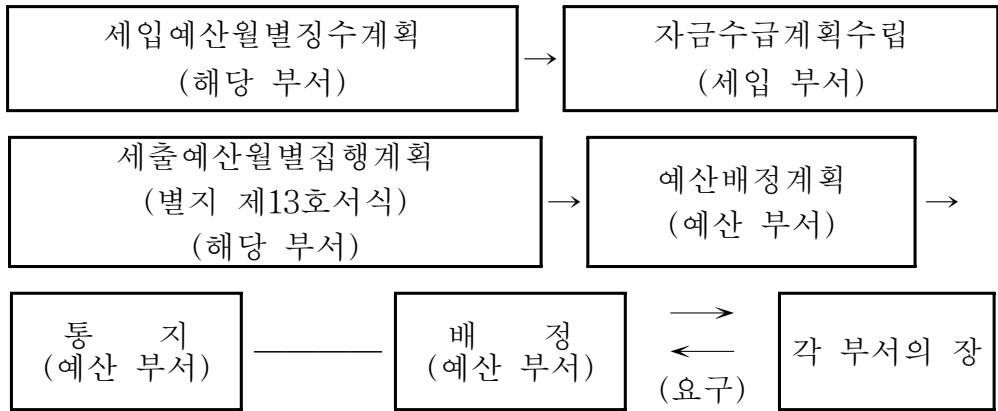 세입예산월별징수계획
(해당 부서)
→
자금수급계획수립
(세입 부서)
세출예산월별집행계획
(별지 제13호서식)
(해당 부서)
→
예산배정계획
(예산 부서)
→
통 지
(예산 부서)
배 정
(예산 부서)
→
←
(요구)
각 부서의 장